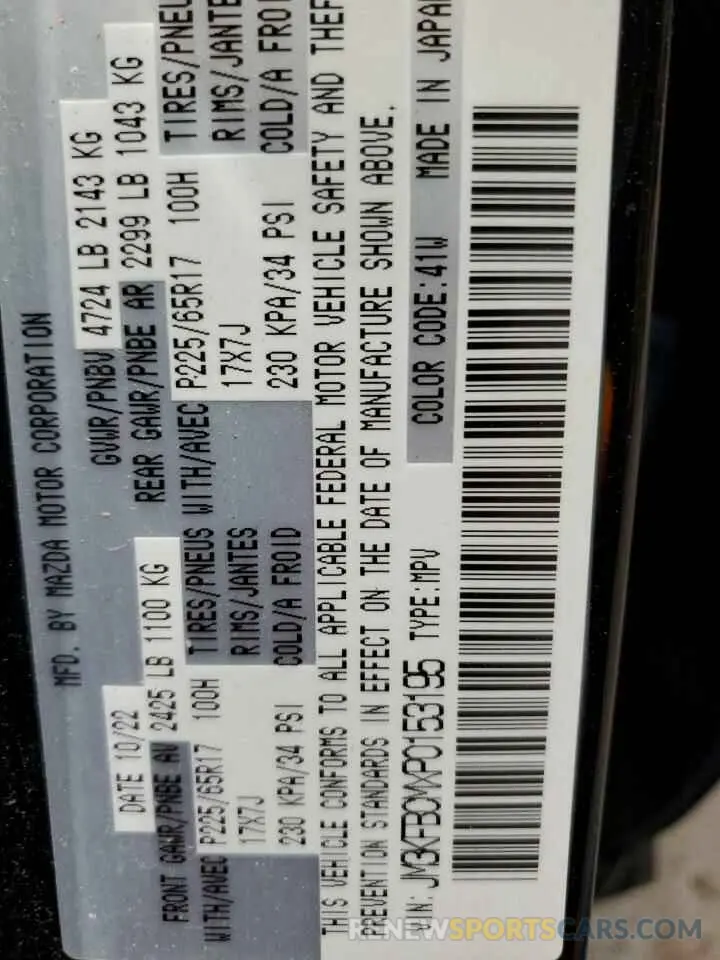 MFD. BY MAZDA MOTOR CORPORATION
DATE 10/22 GVWR/PNBV 4724 LB 2143 KG
FRONT GAWR/PNBE AV 2425 LB 1100 KG REAR GAWR/PNBE AR 2299 LB 1043 KG
WITH/AVEC P225/65R17 100H TIRES/PNEUS WITH/AVEC P225/65R17 100H TIRES/PNEU
17X7J RIMS/JANTES 17X7J RIMS/JANTE
230 KPA/34 PSI COLD/A FROID 230 KPA/34 PSI COLD/A FROID
THIS VEHICLE CONFORMS TO ALL APPLICABLE FEDERAL MOTOR VEHICLE SAFETY AND THEF
PREVENTION STANDARDS IN EFFECT ON THE DATE OF MANUFACTURE SHOWN ABOVE.
VIN: JM3KFBCMXP0153195 TYPE:MPV COLOR CODE:41W MADE IN JAPA
RENEWSPORTSCARS.COM